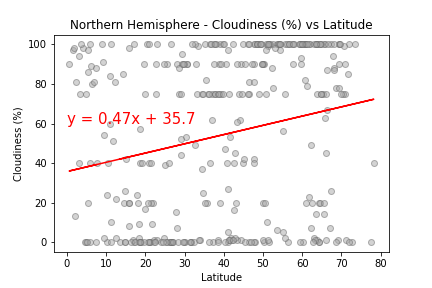 Northern Hemisphere - Cloudiness (%) vs Latitude
100
80
60
40
20
0
Cloudiness (%)
y = 0.47x + 35.7
0 10 20 30 40 50 60 70 80
Latitude